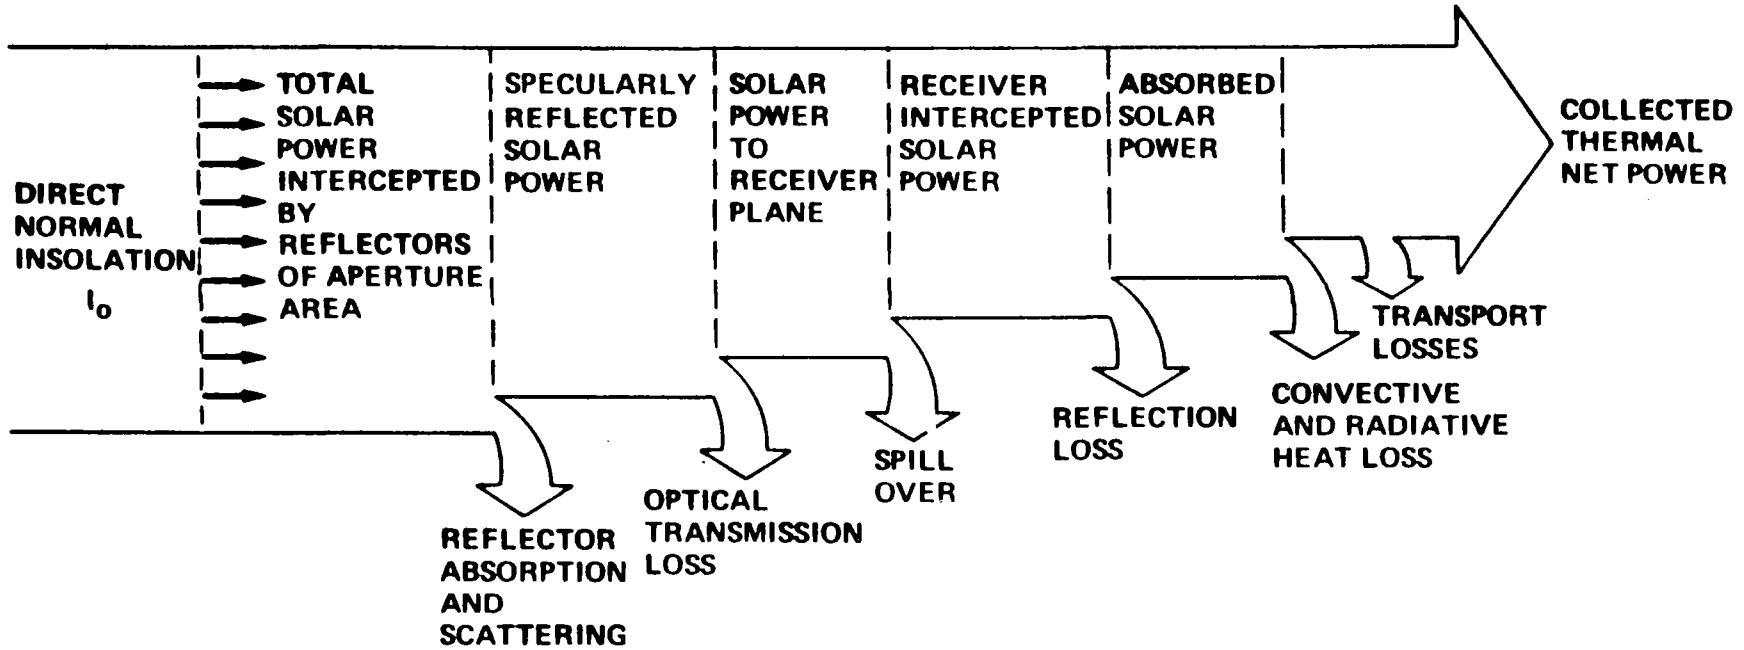 DIRECT
NORMAL
INSOLATION
I₀
TOTAL
SOLAR
POWER
INTERCEPTED
BY
REFLECTORS
OF APERTURE
AREA
SPECULARLY
REFLECTED
SOLAR
POWER
SOLAR
POWER
TO
RECEIVER
PLANE
RECEIVER
INTERCEPTED
SOLAR
POWER
ABSORBED
SOLAR
POWER
COLLECTED
THERMAL
NET POWER
REFLECTOR
ABSORPTION
AND
SCATTERING
OPTICAL
TRANSMISSION
LOSS
SPILL
OVER
REFLECTION
LOSS
CONVECTIVE
AND RADIATIVE
HEAT LOSS
TRANSPORT
LOSSES